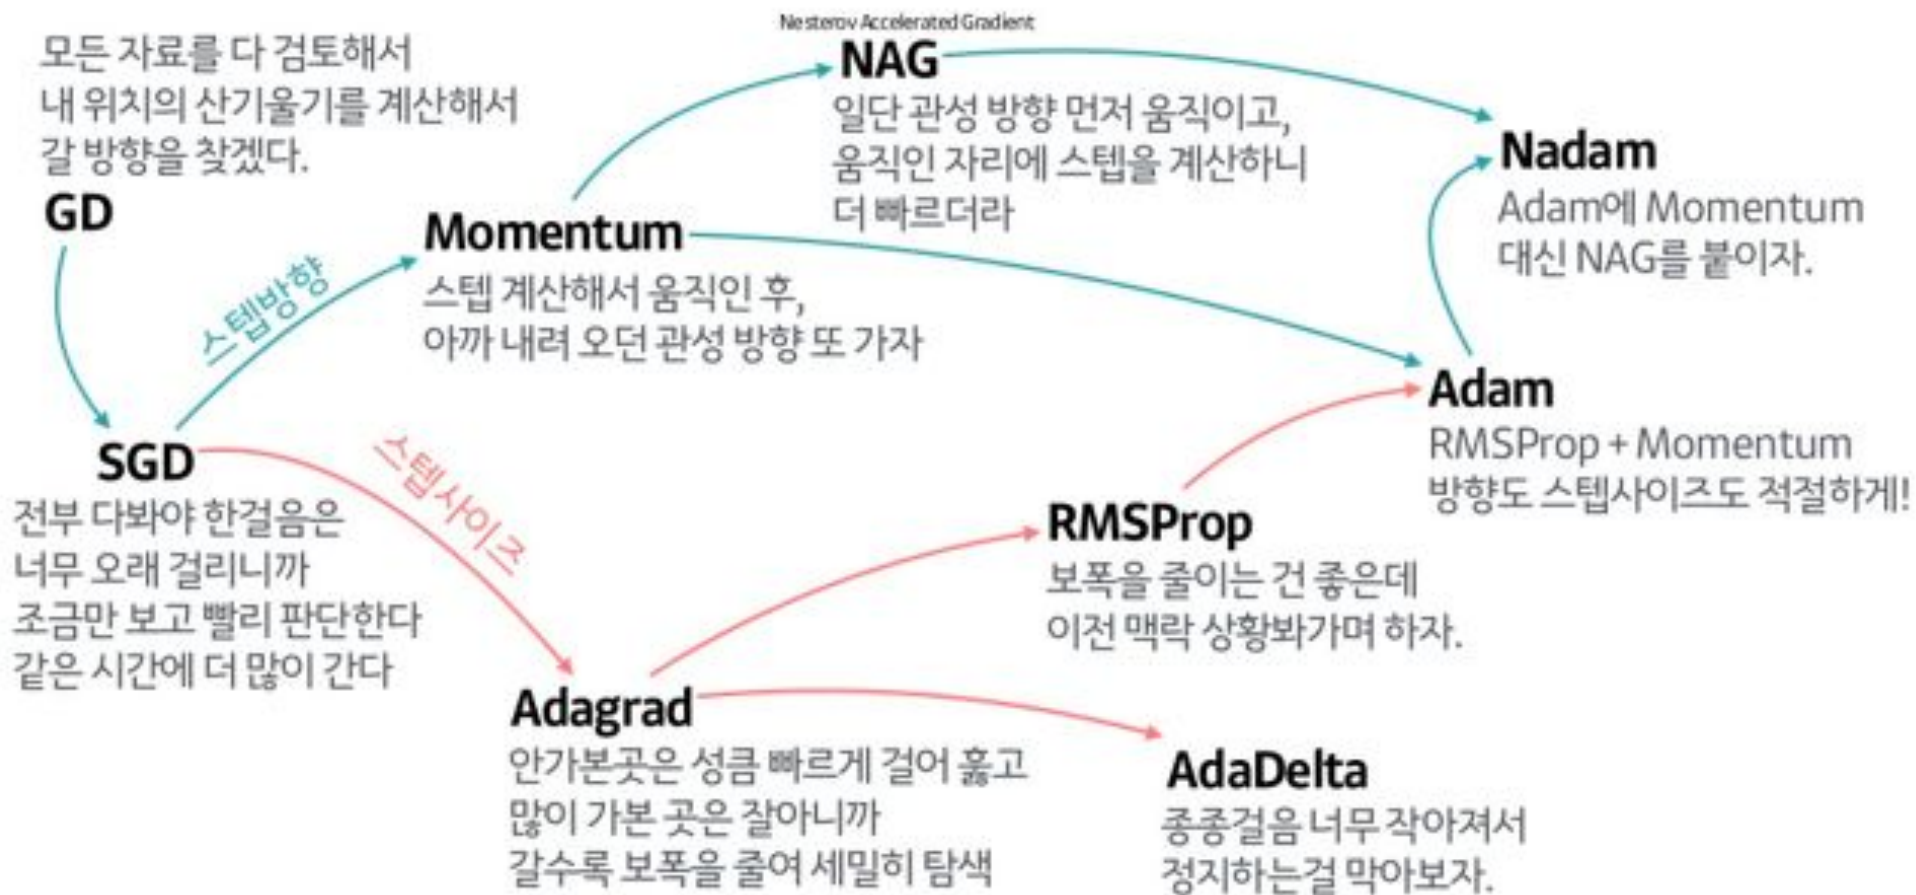 모든 자료를 다 검토해서
내 위치의 산기울기를 계산해서
갈 방향을 찾겠다.
GD
스텝방향
SGD
전부 다봐야 한걸음은
너무 오래 걸리니까
조금만 보고 빨리 판단한다
같은 시간에 더 많이 간다
Momentum
스텝 계산해서 움직인 후,
아까 내려 오던 관성 방향 또 가자
Nesterov Accelerated Gradient
NAG
일단 관성 방향 먼저 움직이고,
움직인 자리에 스텝을 계산하니
더 빠르더라
Nadam
Adam에 Momentum
대신 NAG를 붙이자.
Adam
RMSProp + Momentum
방향도 스텝사이즈도 적절하게!
스텝사이즈
RMSProp
보폭을 줄이는 건 좋은데
이전 맥락 상황봐가며 하자.
Adagrad
안가본곳은 성큼 빠르게 걸어 훑고
많이 가본 곳은 잘아니까
갈수록 보폭을 줄여 세밀히 탐색
AdaDelta
종종걸음 너무 작아져서
정지하는걸 막아보자.